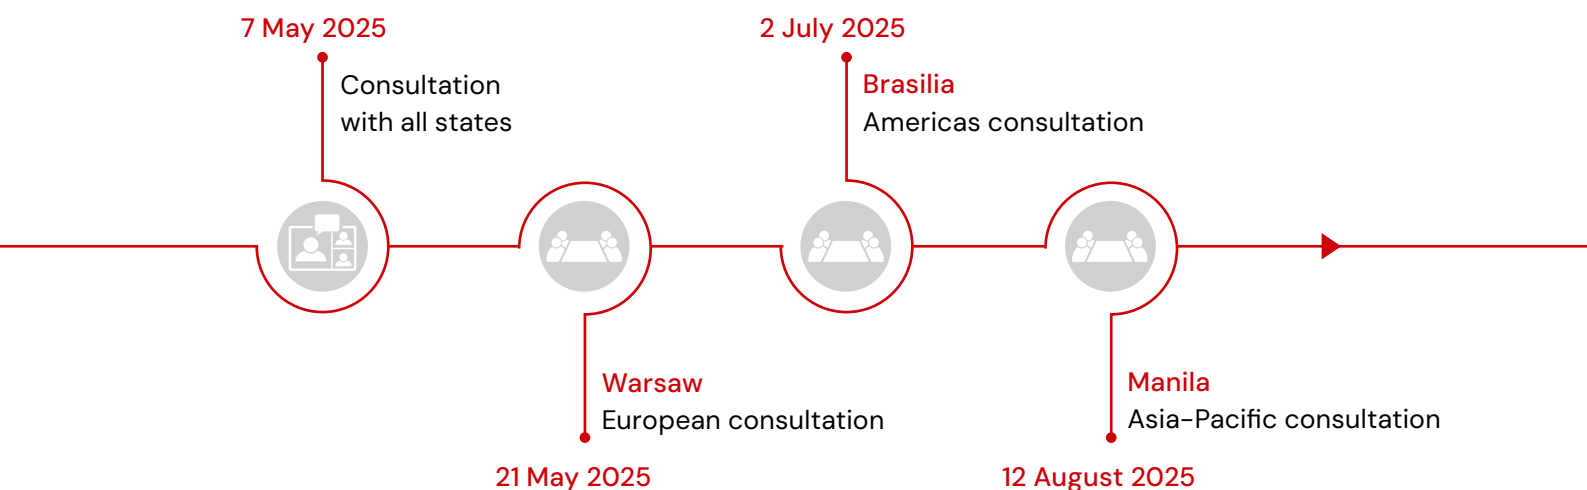 7 May 2025
Consultation
with all states
Warsaw
European consultation
21 May 2025
2 July 2025
Brasilia
Americas consultation
Manila
Asia-Pacific consultation
12 August 2025